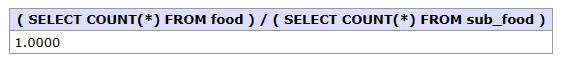 ( SELECT COUNT(*) FROM food ) / ( SELECT COUNT(*) FROM sub_food )
1.0000